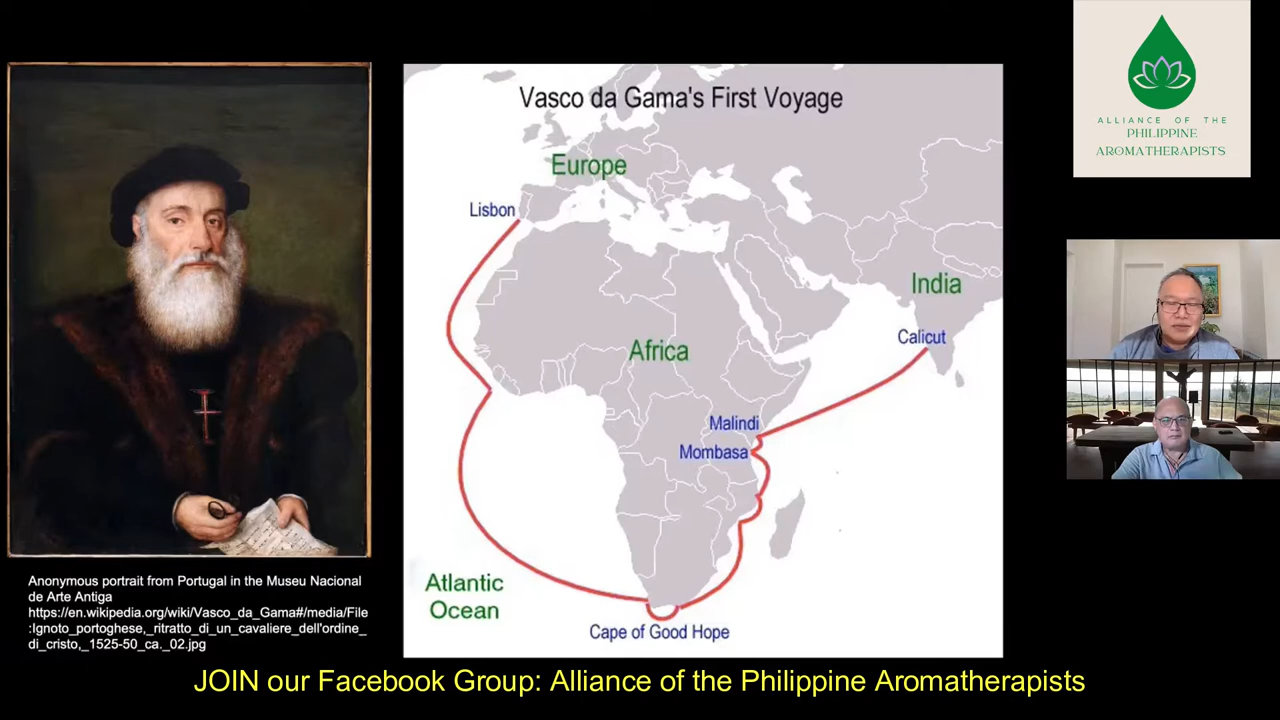 Vasco da Gama's First Voyage
Europe
Lisbon
India
Calicut
Africa
Malindi
Mombasa
Atlantic
Ocean
Cape of Good Hope
Anonymous portrait from Portugal in the Museu Nacional
de Arte Antiga
https://en.wikipedia.org/wiki/Vasco_da_Gama#/media/File
:Ignoto_portoghese,_ritratto_di_un_cavaliere_dell'ordine_
di_cristo,_1525-50_ca._02.jpg
ALLIANCE OF THE
PHILIPPINE
AROMATHERAPISTS
JOIN our Facebook Group: Alliance of the Philippine Aromatherapists